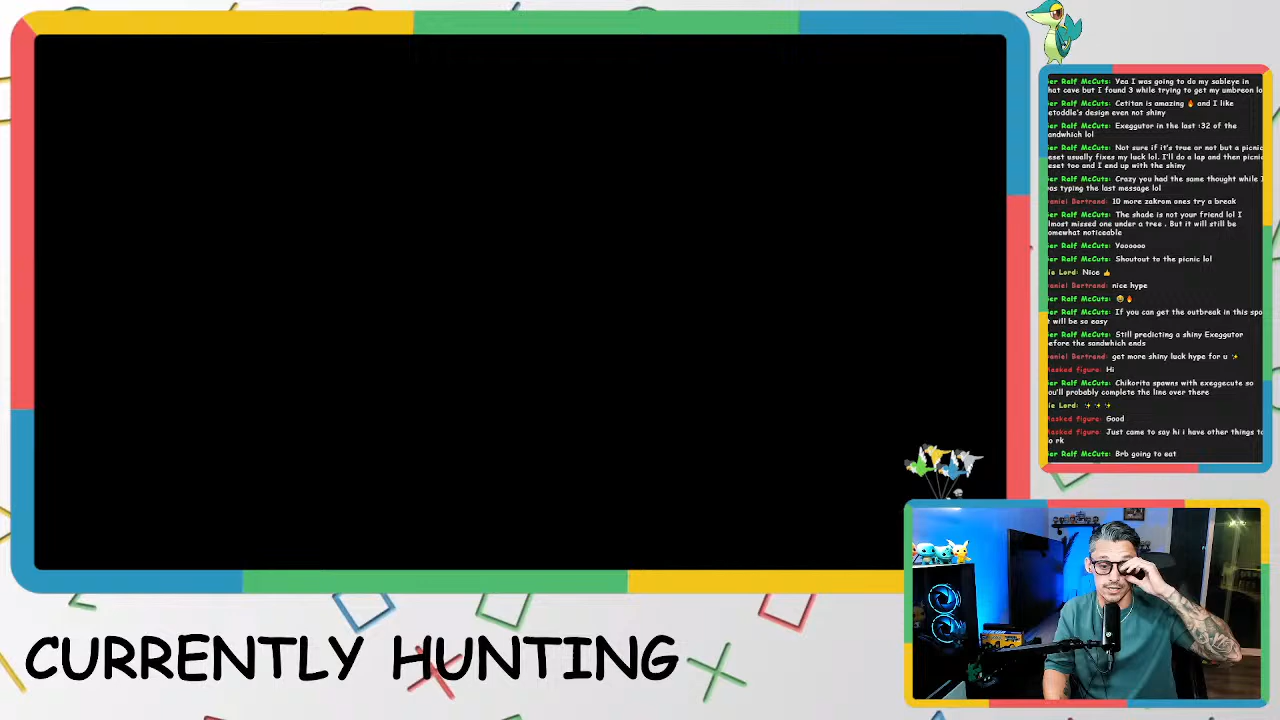 Yea I was going to do my sableye in
hat cave but I found 3 while trying to get my umbreon lo
er Ralf McCuts: Cetitan is amazing 🔥 and I like
etoddle's design even not shiny
er Ralf McCuts: Exeggutor in the last :32 of the
andwhich lol
er Ralf McCuts: Not sure if it's true or not but a picnic
eset usually fixes my luck lol. I'll do a lap and then picnic
eset too and I end up with the shiny
er Ralf McCuts: Crazy you had the same thought while I
as typing the last message lol
aniel Bertrand: 10 more zakrom ones try a break
er Ralf McCuts: The shade is not your friend lol I
lmost missed one under a tree . But it will still be
omewhat noticeable
er Ralf McCuts: Yoooooo
er Ralf McCuts: Shoutout to the picnic lol
ie Lord: Nice 👍
aniel Bertrand: nice hype
er Ralf McCuts: 😅🔥
er Ralf McCuts: If you can get the outbreak in this spo
t will be so easy
er Ralf McCuts: Still predicting a shiny Exeggutor
efore the sandwhich ends
aniel Bertrand: get more shiny luck hype for u ✨
asked figure: Hi
er Ralf McCuts: Chikorita spawns with exeggecute so
ou'll probably complete the line over there
ie Lord: ✨ ✨ ✨
asked figure: Good
asked figure: Just came to say hi i have other things to
o rk
er Ralf McCuts: Brb going to eat
CURRENTLY HUNTING